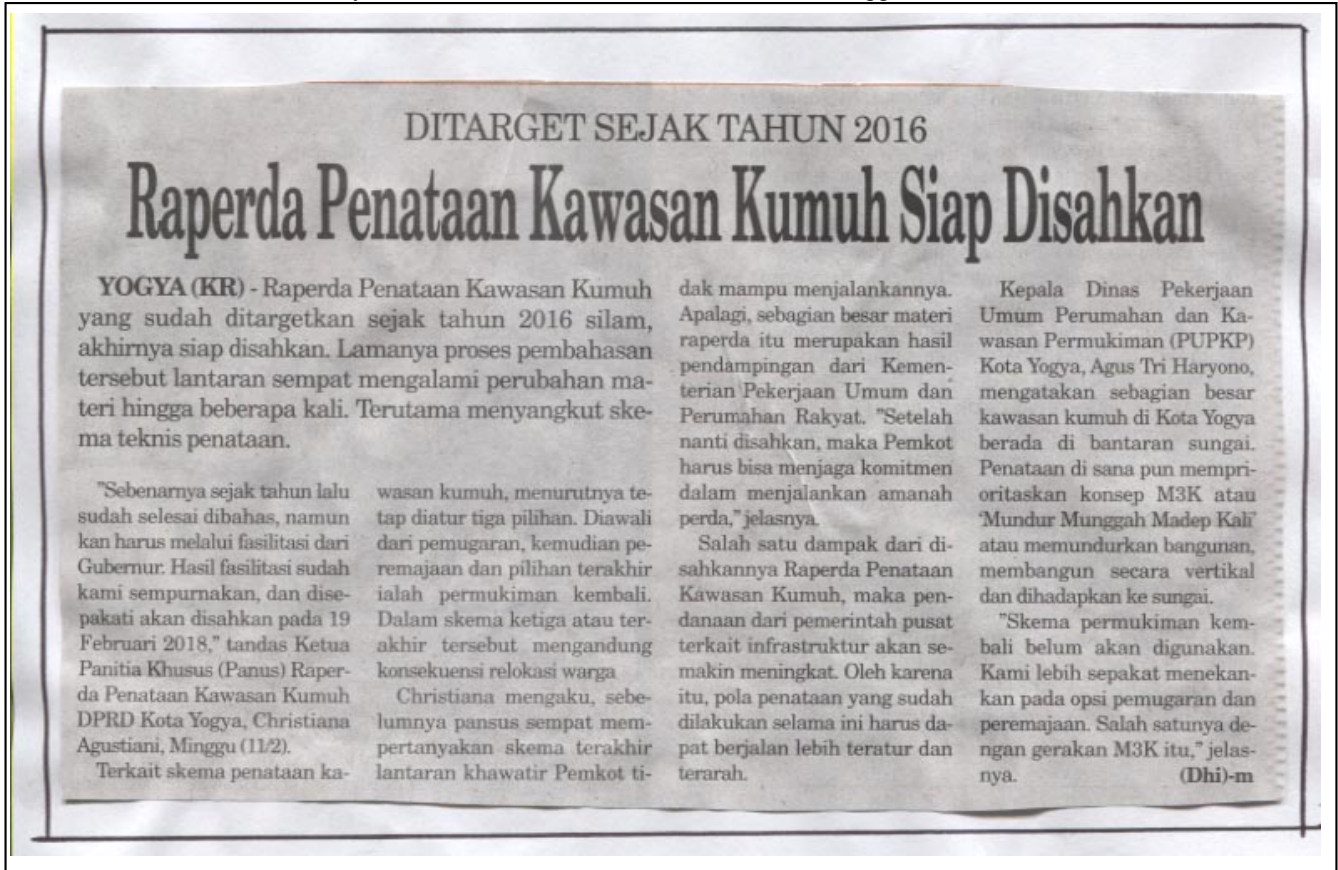 DITARGET SEJAK TAHUN 2016
Raperda Penataan Kawasan Kumuh Siap Disahkan
YOGYA (KR) - Raperda Penataan Kawasan Kumuh
yang sudah ditargetkan sejak tahun 2016 silam,
akhirnya siap disahkan. Lamanya proses pembahasan
tersebut lantaran sempat mengalami perubahan ma-
teri hingga beberapa kali. Terutama menyangkut ske-
ma teknis penataan.
"Sebenarnya sejak tahun lalu
sudah selesai dibahas, namun
kan harus melalui fasilitasi dari
Gubernur. Hasil fasilitasi sudah
kami sempurnakan, dan dise-
pakati akan disahkan pada 19
Februari 2018," tandas Ketua
Panitia Khusus (Panus) Raper-
da Penataan Kawasan Kumuh
DPRD Kota Yogya, Christiana
Agustiani, Minggu (11/2).
Terkait skema penataan ka-
wasan kumuh, menurutnya te-
tap diatur tiga pilihan. Diawali
dari pemugaran, kemudian pe-
remajaan dan pilihan terakhir
ialah permukiman kembali.
Dalam skema ketiga atau ter-
akhir tersebut mengandung
konsekuensi relokasi warga
Christiana mengaku, sebe-
lumnya pansus sempat mem-
pertanyakan skema terakhir
lantaran khawatir Pemkot ti-
dak mampu menjalankannya.
Apalagi, sebagian besar materi
raperda itu merupakan hasil
pendampingan dari Kemen-
terian Pekerjaan Umum dan
Perumahan Rakyat. "Setelah
nanti disahkan, maka Pemkot
harus bisa menjaga komitmen
dalam menjalankan amanah
perda," jelasnya.
Salah satu dampak dari di-
sahkannya Raperda Penataan
Kawasan Kumuh, maka pen-
danaan dari pemerintah pusat
terkait infrastruktur akan se-
makin meningkat. Oleh karena
itu, pola penataan yang sudah
dilakukan selama ini harus da-
pat berjalan lebih teratur dan
terarah.
Kepala Dinas Pekerjaan
Umum Perumahan dan Ka-
wasan Permukiman (PUPKP)
Kota Yogya, Agus Tri Haryono,
mengatakan sebagian besar
kawasan kumuh di Kota Yogya
berada di bantaran sungai.
Penataan di sana pun mempri-
oritaskan konsep M3K atau
'Mundur Munggah Madep Kali'
atau memundurkan bangunan,
membangun secara vertikal
dan dihadapkan ke sungai.
"Skema permukiman kem-
bali belum akan digunakan.
Kami lebih sepakat menekan-
kan pada opsi pemugaran dan
peremajaan. Salah satunya de-
ngan gerakan M3K itu," jelas-
nya. (Dhi)-m